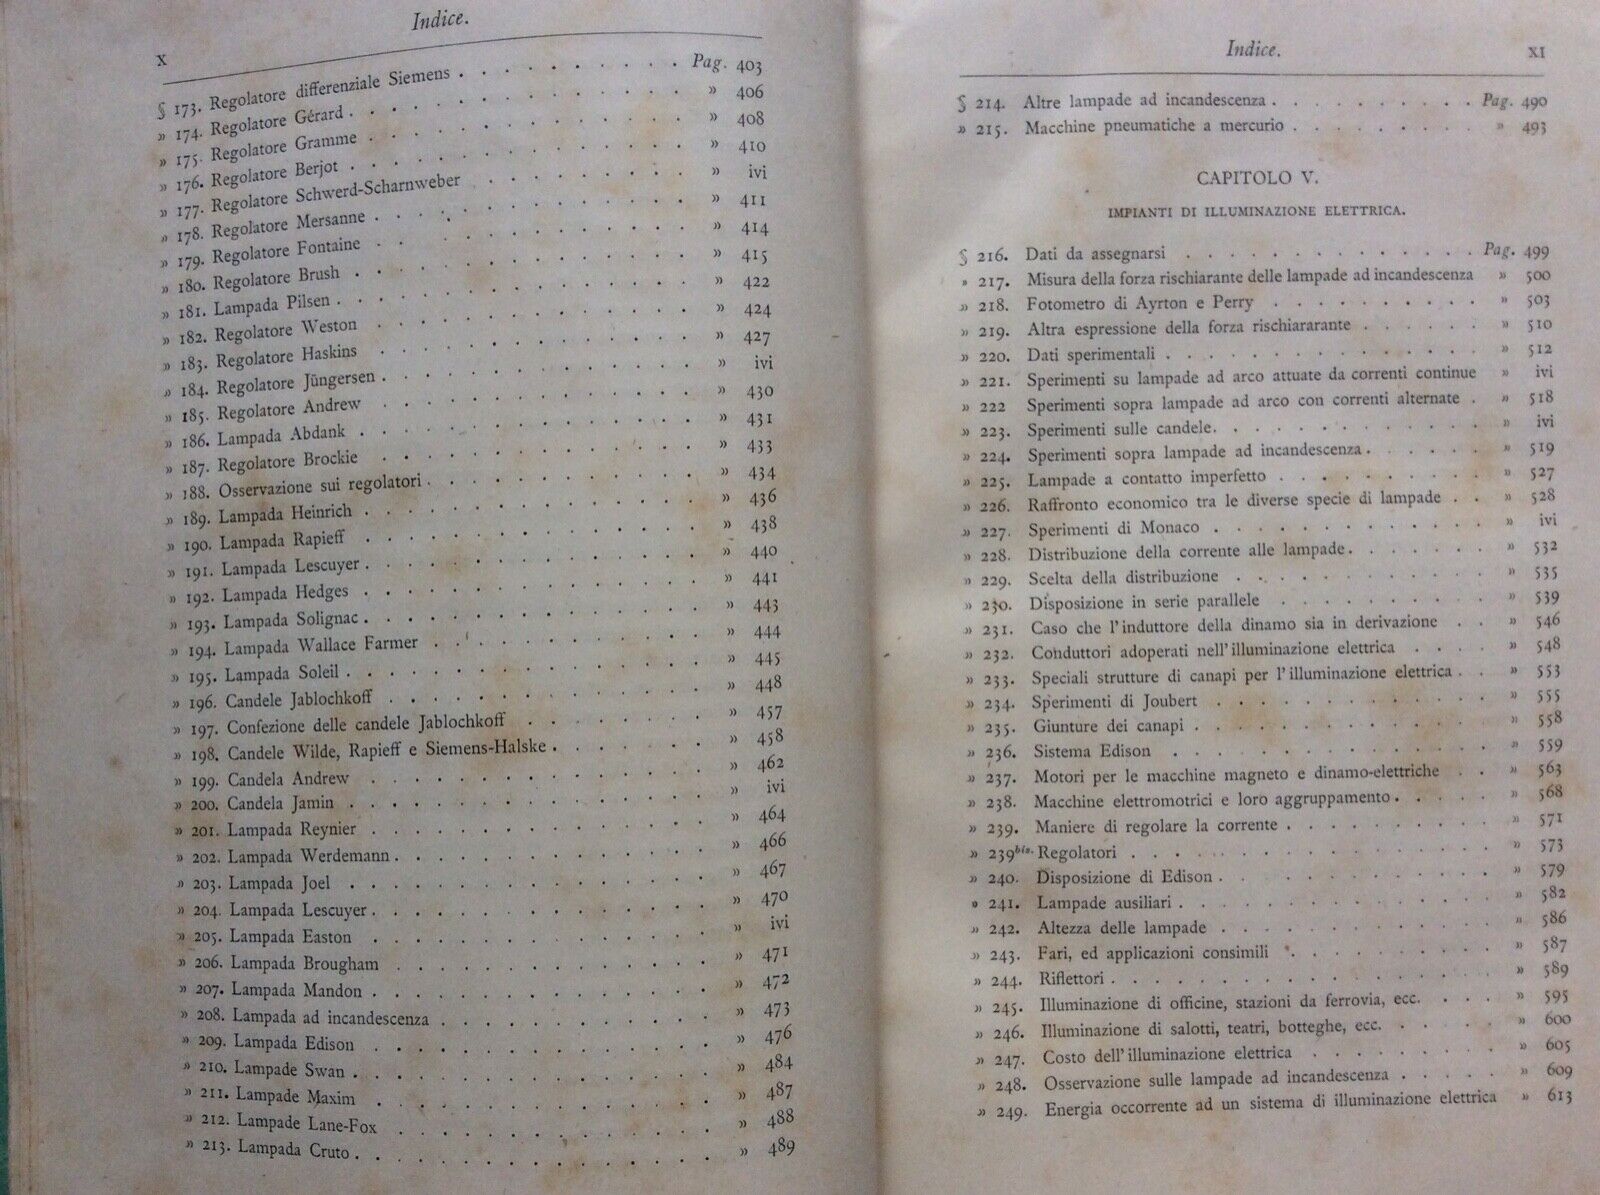 x
Indice.
§ 173. Regolatore differenziale Siemens . . . . . . . . . Pag. 403
» 174. Regolatore Gérard . . . . . . . . . . . » 406
» 175. Regolatore Gramme . . . . . . . . . . . » 408
» 176. Regolatore Berjot . . . . . . . . . . . » 410
» 177. Regolatore Schwerd-Scharnweber . . . . . . . . » ivi
» 178. Regolatore Mersanne . . . . . . . . . . . » 411
» 179. Regolatore Fontaine . . . . . . . . . . . » 414
» 180. Regolatore Brush . . . . . . . . . . . » 415
» 181. Lampada Pilsen . . . . . . . . . . . . » 422
» 182. Regolatore Weston . . . . . . . . . . . » 424
» 183. Regolatore Haskins . . . . . . . . . . . » 427
» 184. Regolatore Jüngersen . . . . . . . . . . . » ivi
» 185. Regolatore Andrew . . . . . . . . . . . » 430
» 186. Lampada Abdank . . . . . . . . . . . . » 431
» 187. Regolatore Brockie . . . . . . . . . . . » 433
» 188. Osservazione sui regolatori . . . . . . . . . » 434
» 189. Lampada Heinrich . . . . . . . . . . . . » 436
» 190. Lampada Rapieff . . . . . . . . . . . . » 438
» 191. Lampada Lescuyer . . . . . . . . . . . . » 440
» 192. Lampada Hedges . . . . . . . . . . . . » 441
» 193. Lampada Solignac . . . . . . . . . . . . » 443
» 194. Lampada Wallace Farmer . . . . . . . . . . » 444
» 195. Lampada Soleil . . . . . . . . . . . . » 445
» 196. Candele Jablochkoff . . . . . . . . . . . » 448
» 197. Confezione delle candele Jablochkoff . . . . . . . » 457
» 198. Candele Wilde, Rapieff e Siemens-Halske . . . . . . » 458
» 199. Candela Andrew . . . . . . . . . . . . » 462
» 200. Candela Jamin . . . . . . . . . . . . » ivi
» 201. Lampada Reynier . . . . . . . . . . . . » 464
» 202. Lampada Werdemann . . . . . . . . . . . » 466
» 203. Lampada Joel . . . . . . . . . . . . » 467
» 204. Lampada Lescuyer . . . . . . . . . . . . » 470
» 205. Lampada Easton . . . . . . . . . . . . » ivi
» 206. Lampada Brougham . . . . . . . . . . . » 471
» 207. Lampada Mandon . . . . . . . . . . . . » 472
» 208. Lampada ad incandescenza . . . . . . . . . . » 473
» 209. Lampada Edison . . . . . . . . . . . . » 476
» 210. Lampade Swan . . . . . . . . . . . . » 484
» 211. Lampade Maxim . . . . . . . . . . . . » 487
» 212. Lampade Lane-Fox . . . . . . . . . . . » 488
» 213. Lampada Cruto . . . . . . . . . . . . » 489
Indice.
XI
§ 214. Altre lampade ad incandescenza . . . . . . . . . Pag. 490
» 215. Macchine pneumatiche a mercurio . . . . . . . . . » 493
CAPITOLO V.
IMPIANTI DI ILLUMINAZIONE ELETTRICA.
§ 216. Dati da assegnarsi . . . . . . . . . . . . . Pag. 499
» 217. Misura della forza rischiarante delle lampade ad incandescenza » 500
» 218. Fotometro di Ayrton e Perry . . . . . . . . . . » 503
» 219. Altra espressione della forza rischiararante . . . . . . » 510
» 220. Dati sperimentali . . . . . . . . . . . . . » 512
» 221. Sperimenti su lampade ad arco attuate da correnti continue » ivi
» 222 Sperimenti sopra lampade ad arco con correnti alternate . » 518
» 223. Sperimenti sulle candele. . . . . . . . . . . . » ivi
» 224. Sperimenti sopra lampade ad incandescenza . . . . . . » 519
» 225. Lampade a contatto imperfetto . . . . . . . . . » 527
» 226. Raffronto economico tra le diverse specie di lampade . . » 528
» 227. Sperimenti di Monaco . . . . . . . . . . . . » ivi
» 228. Distribuzione della corrente alle lampade. . . . . . . » 532
» 229. Scelta della distribuzione . . . . . . . . . . . » 535
» 230. Disposizione in serie parallele . . . . . . . . . . » 539
» 231. Caso che l'induttore della dinamo sia in derivazione . . » 546
» 232. Conduttori adoperati nell'illuminazione elettrica . . . . » 548
» 233. Speciali strutture di canapi per l'illuminazione elettrica . . » 553
» 234. Sperimenti di Joubert . . . . . . . . . . . . » 555
» 235. Giunture dei canapi . . . . . . . . . . . . » 558
» 236. Sistema Edison . . . . . . . . . . . . . » 559
» 237. Motori per le macchine magneto e dinamo-elettriche . . » 563
» 238. Macchine elettromotrici e loro aggruppamento . . . . . » 568
» 239. Maniere di regolare la corrente . . . . . . . . . » 571
» 239bis. Regolatori . . . . . . . . . . . . . . » 573
» 240. Disposizione di Edison . . . . . . . . . . . . » 579
» 241. Lampade ausiliari . . . . . . . . . . . . . » 582
» 242. Altezza delle lampade . . . . . . . . . . . . » 586
» 243. Fari, ed applicazioni consimili . . . . . . . . . » 587
» 244. Riflettori . . . . . . . . . . . . . . . » 589
» 245. Illuminazione di officine, stazioni da ferrovia, ecc. . . . » 595
» 246. Illuminazione di salotti, teatri, botteghe, ecc. . . . . . » 600
» 247. Costo dell'illuminazione elettrica . . . . . . . . . » 605
» 248. Osservazione sulle lampade ad incandescenza . . . . . » 609
» 249. Energia occorrente ad un sistema di illuminazione elettrica » 613